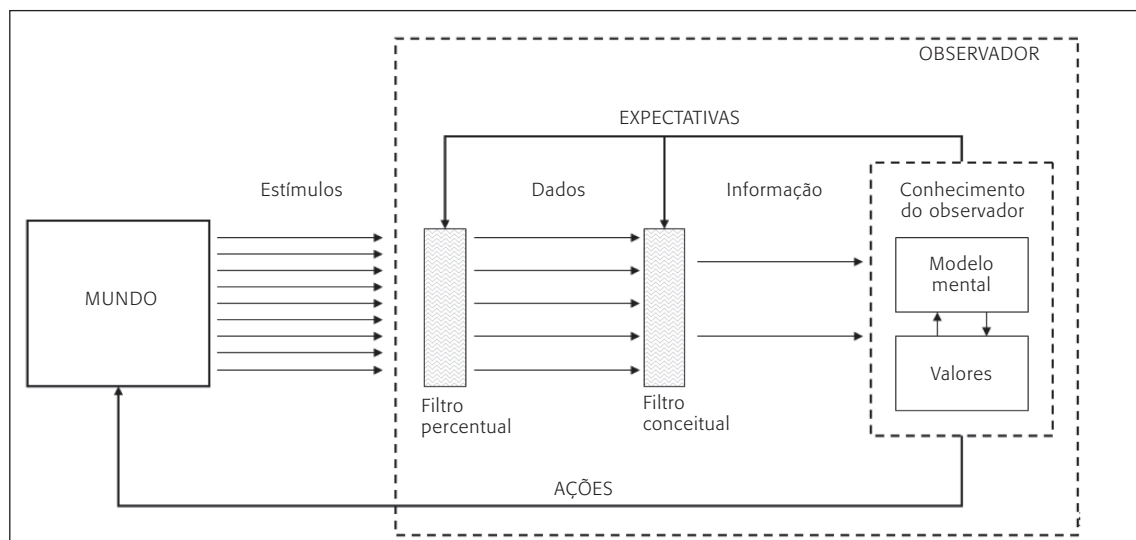 OBSERVADOR
EXPECTATIVAS
Estímulos
Dados
Informação
Conhecimento
do observador
MUNDO
Modelo
mental
Valores
Filtro
percentual
Filtro
conceitual
AÇÕES